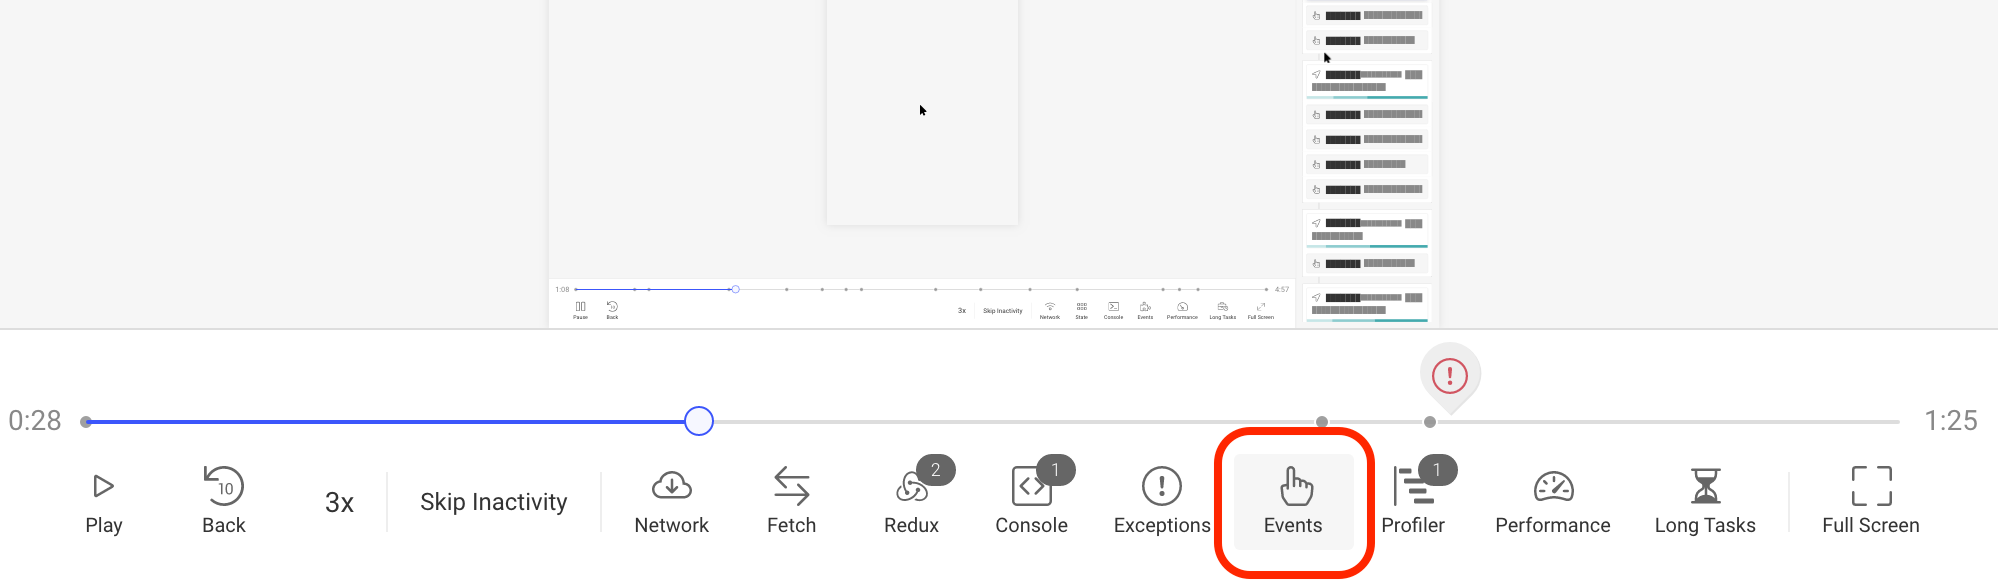 1:08
4:57
Pause
Back
3x
Skip Inactivity
Network
State
Console
Events
Performance
Long Tasks
Full Screen
0:28
1:25
Play
10
Back
3x
Skip Inactivity
Network
Fetch
2
Redux
1
Console
Exceptions
Events
1
Profiler
Performance
Long Tasks
Full Screen